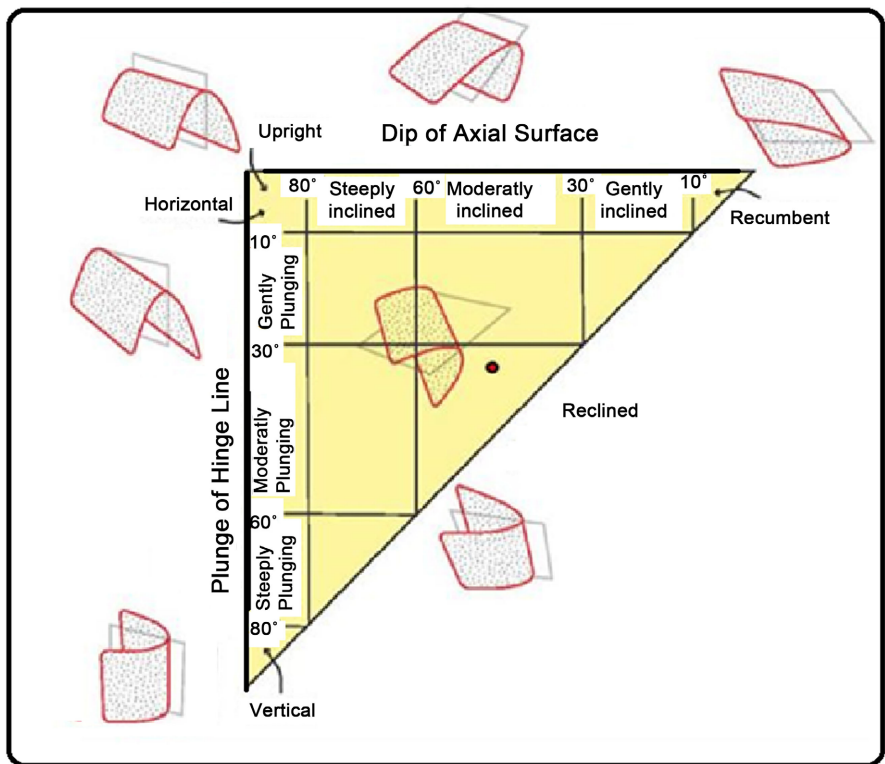 Upright
Dip of Axial Surface
Horizontal
80° Steeply inclined 60° Moderatly inclined 30° Gently inclined 10°
Recumbent
10°
Gently Plunging
30°
Moderatly Plunging
60°
Steeply Plunging
80°
Plunge of Hinge Line
Reclined
Vertical